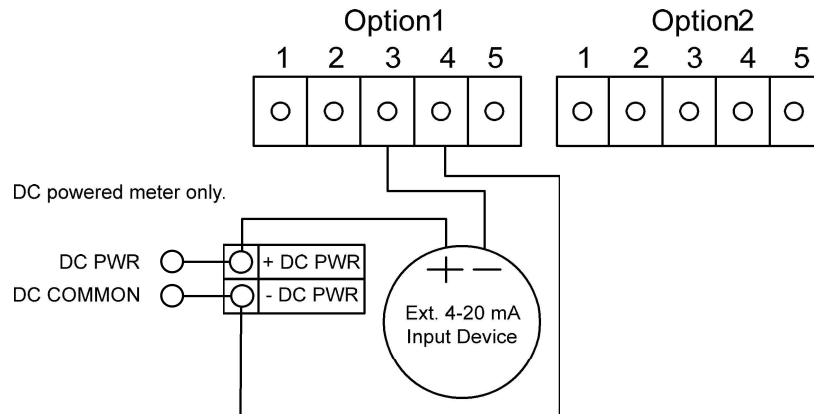 Option1 Option2
1 2 3 4 5 1 2 3 4 5
DC powered meter only.
DC PWR + DC PWR
DC COMMON - DC PWR
+ −
Ext. 4-20 mA
Input Device